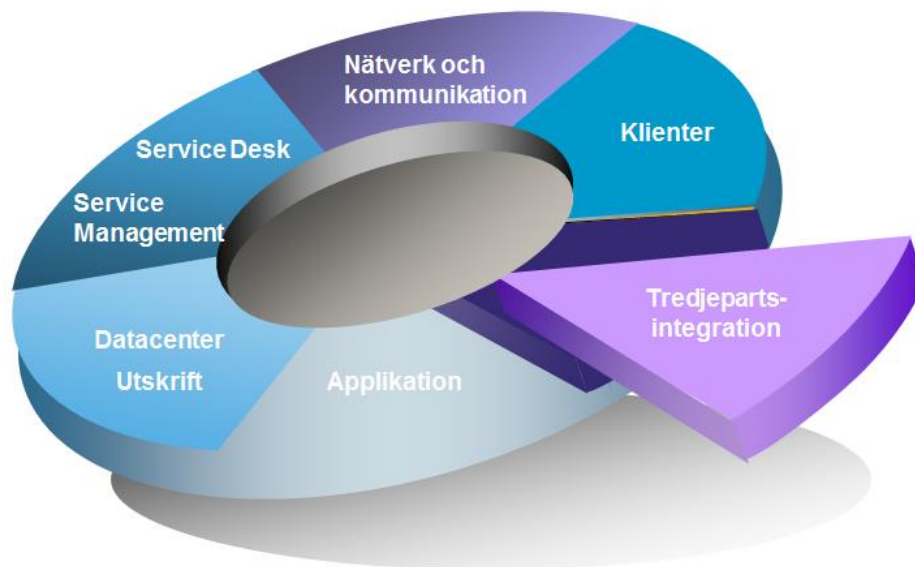 Nätverk och
kommunikation
Klienter
Service Desk
Service
Management
Tredjeparts-
integration
Datacenter
Utskrift
Applikation